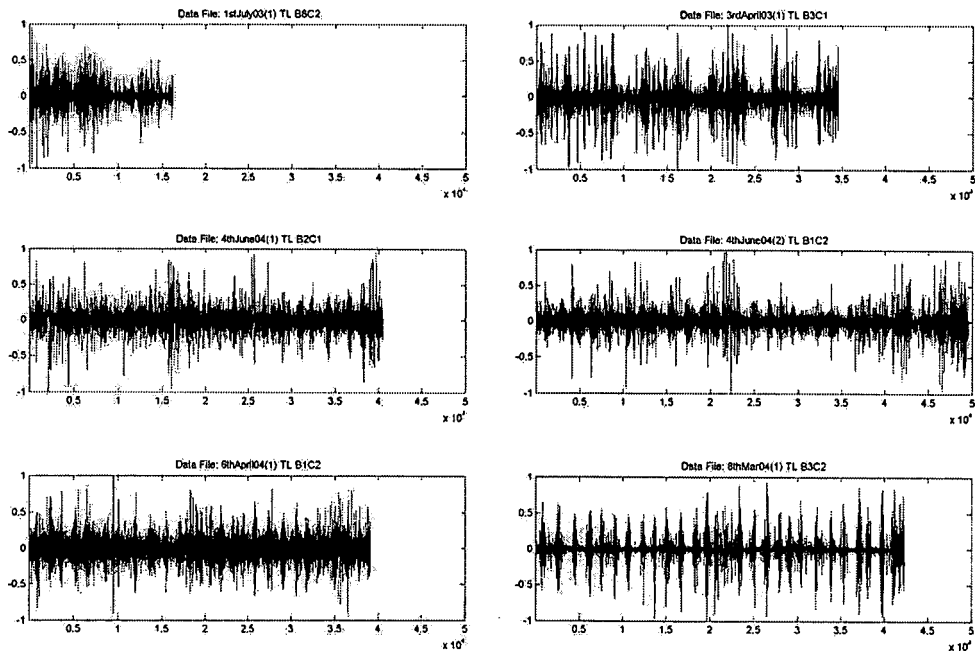 Data File: 1stJuly03(1) TL B6C2
1
0.5
0
-0.5
-1
0.5 1 1.5 2 2.5 3 3.5 4 4.5 5
Data File: 3rdApril03(1) TL B3C1
1
0.5
0
-0.5
-1
0.5 1 1.5 2 2.5 3 3.5 4 4.5 5
Data File: 4thJune04(1) TL B2C1
1
0.5
0
-0.5
-1
0.5 1 1.5 2 2.5 3 3.5 4 4.5 5
Data File: 4thJune04(2) TL B1C2
1
0.5
0
-0.5
-1
0.5 1 1.5 2 2.5 3 3.5 4 4.5 5
x 10⁴
Data File: 6thApril04(1) TL B1C2
1
0.5
0
-0.5
-1
0.5 1 1.5 2 2.5 3 3.5 4 4.5 5
x 10⁴
Data File: 8thMar04(1) TL B3C2
1
0.5
0
-0.5
-1
0.5 1 1.5 2 2.5 3 3.5 4 4.5 5
x 10⁴